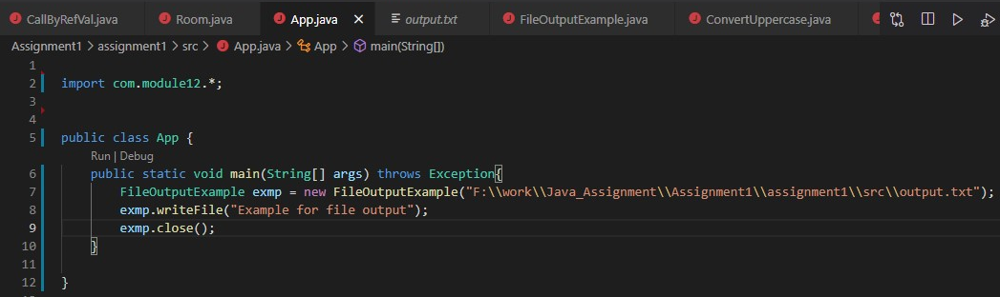 CallByRefVal.java Room.java App.java output.txt FileOutputExample.java ConvertUppercase.java
Assignment1 > assignment1 > src > App.java > App > main(String[])
1
2 import com.module12.*;
3
4
5 public class App {
Run | Debug
6 public static void main(String[] args) throws Exception{
7 FileOutputExample exmp = new FileOutputExample("F:\\work\\Java_Assignment\\Assignment1\\assignment1\\src\\output.txt");
8 exmp.writeFile("Example for file output");
9 exmp.close();
10 }
11
12 }